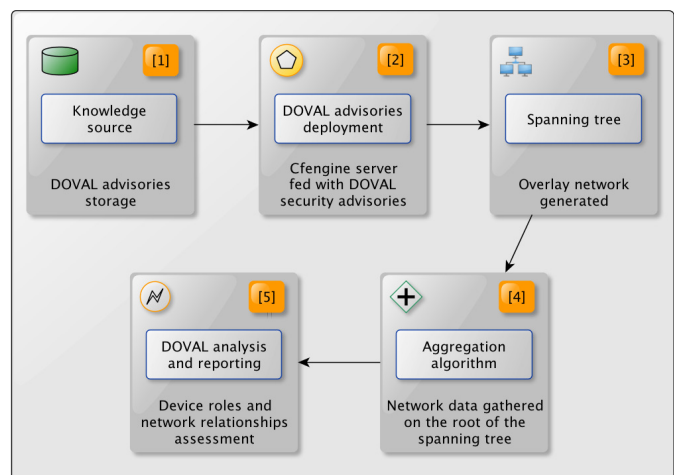 [1]
Knowledge
source
DOVAL advisories
storage
[2]
DOVAL advisories
deployment
Cfengine server
fed with DOVAL
security advisories
[3]
Spanning tree
Overlay network
generated
[4]
Aggregation
algorithm
Network data gathered
on the root of the
spanning tree
[5]
DOVAL analysis
and reporting
Device roles and
network relationships
assessment